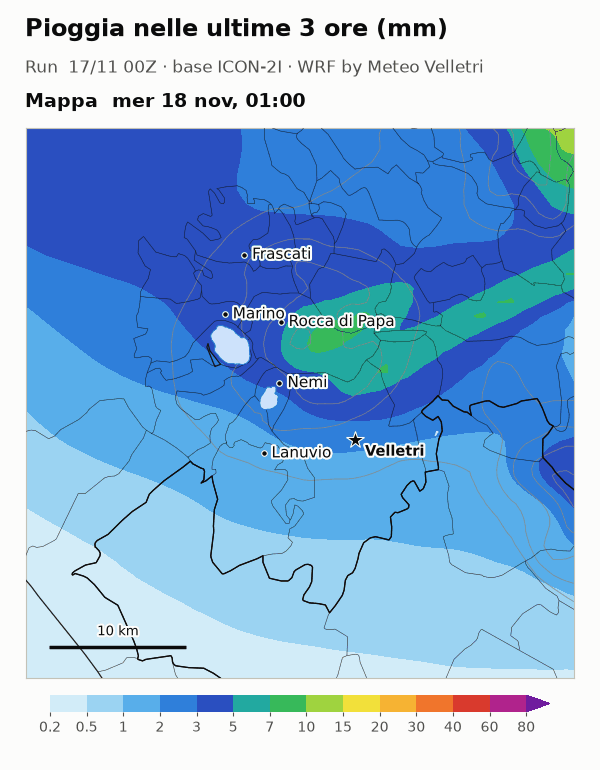 Pioggia nelle ultime 3 ore (mm)
Run  17/11 00Z · base ICON-2I · WRF by Meteo Velletri
Mappa  mer 18 nov, 01:00
Frascati
Marino
Rocca di Papa
Nemi
Velletri
Lanuvio
10 km
0.2 0.5 1 2 3 5 7 10 15 20 30 40 60 80